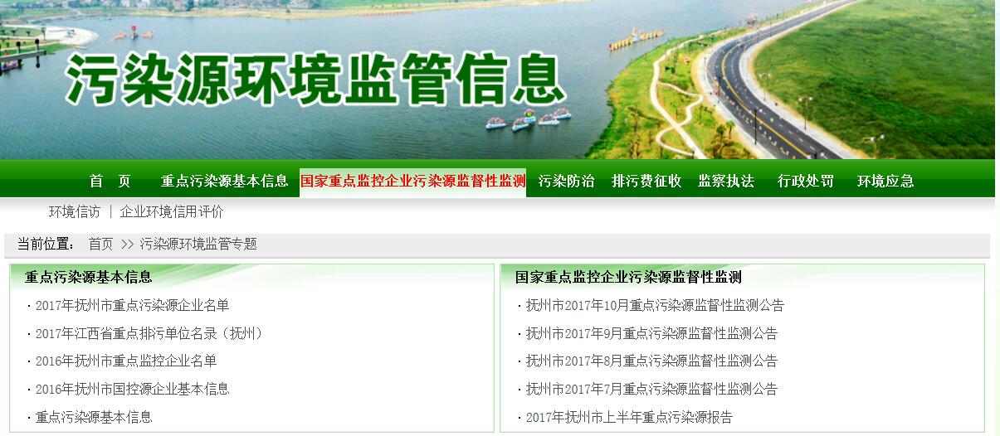 污染源环境监管信息
首 页 重点污染源基本信息 国家重点监控企业污染源监督性监测 污染防治 排污费征收 监察执法 行政处罚 环境应急
环境信访 | 企业环境信用评价
当前位置： 首页 >> 污染源环境监管专题
重点污染源基本信息
· 2017年抚州市重点污染源企业名单
· 2017年江西省重点排污单位名录（抚州）
· 2016年抚州市重点监控企业名单
· 2016年抚州市国控源企业基本信息
· 重点污染源基本信息
国家重点监控企业污染源监督性监测
· 抚州市2017年10月重点污染源监督性监测公告
· 抚州市2017年9月重点污染源监督性监测公告
· 抚州市2017年8月重点污染源监督性监测公告
· 抚州市2017年7月重点污染源监督性监测公告
· 2017年抚州市上半年重点污染源报告